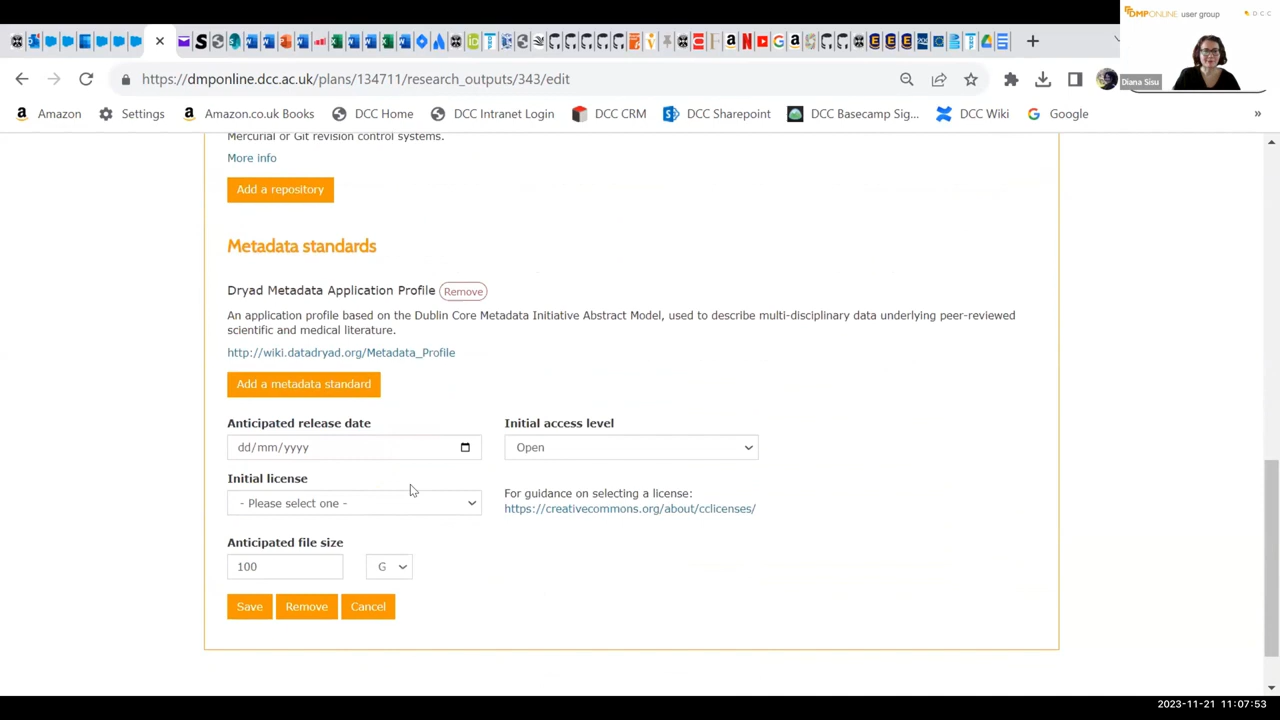 DMPONLINE user group
DCC
https://dmponline.dcc.ac.uk/plans/134711/research_outputs/343/edit
Diana Sisu
Amazon
Settings
Amazon.co.uk Books
DCC Home
DCC Intranet Login
DCC CRM
DCC Sharepoint
DCC Basecamp Sig...
DCC Wiki
Google
»
Mercurial or Git revision control systems.
More info
Add a repository
Metadata standards
Dryad Metadata Application Profile Remove
An application profile based on the Dublin Core Metadata Initiative Abstract Model, used to describe multi-disciplinary data underlying peer-reviewed
scientific and medical literature.
http://wiki.datadryad.org/Metadata_Profile
Add a metadata standard
Anticipated release date
Initial access level
dd/mm/yyyy
Open
Initial license
- Please select one -
For guidance on selecting a license:
https://creativecommons.org/about/cclicenses/
Anticipated file size
100
G
Save Remove Cancel
2023-11-21 11:07:53